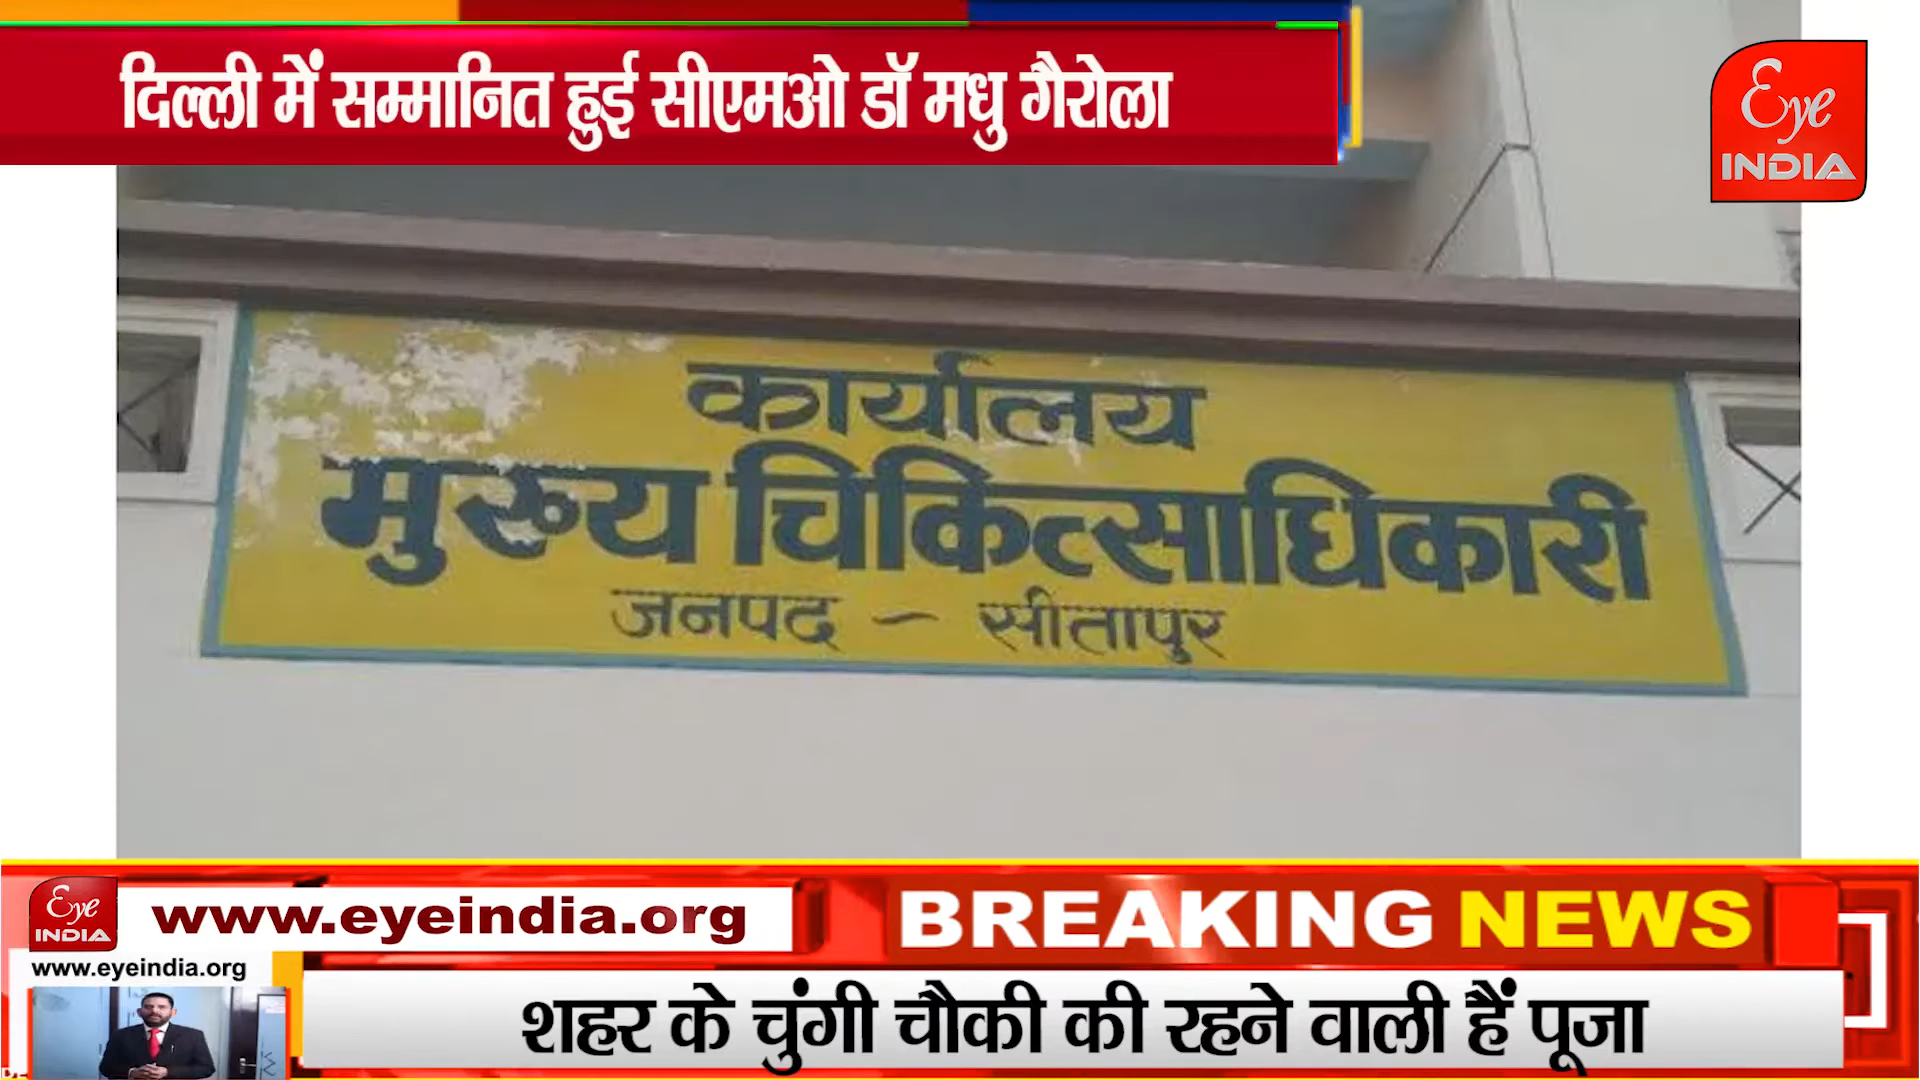 दिल्ली में सम्मानित हुई सीएमओ डॉ मधु गैरोला
Eye
INDIA
कार्यालय
मुख्य चिकित्साधिकारी
जनपद - सीतापुर
Eye
INDIA
www.eyeindia.org
BREAKING NEWS
www.eyeindia.org
शहर के चुंगी चौकी की रहने वाली हैं पूजा